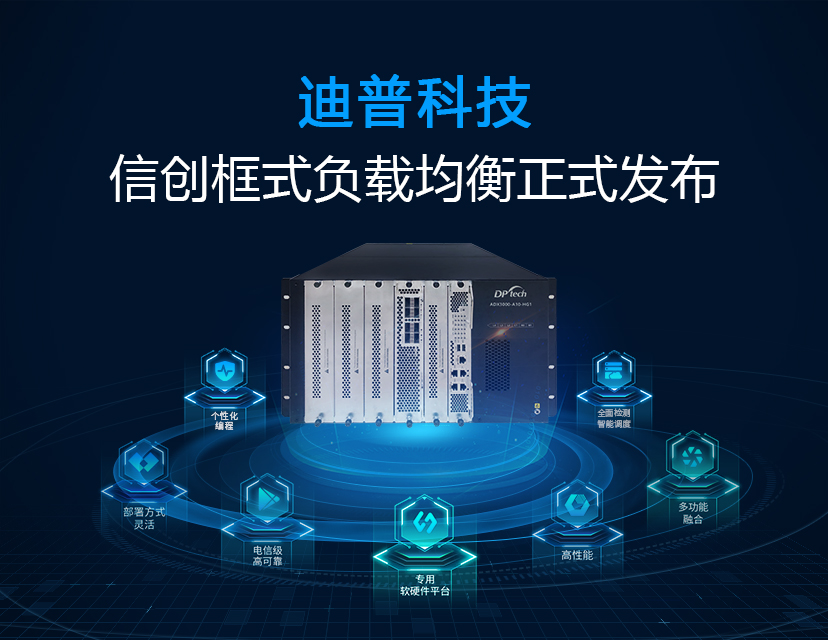 迪普科技
信创框式负载均衡正式发布
DPtech
ADX3000-A10-HG1
个性化
编程
全面检测
智能调度
部署方式
灵活
多功能
融合
电信级
高可靠
高性能
专用
软硬件平台